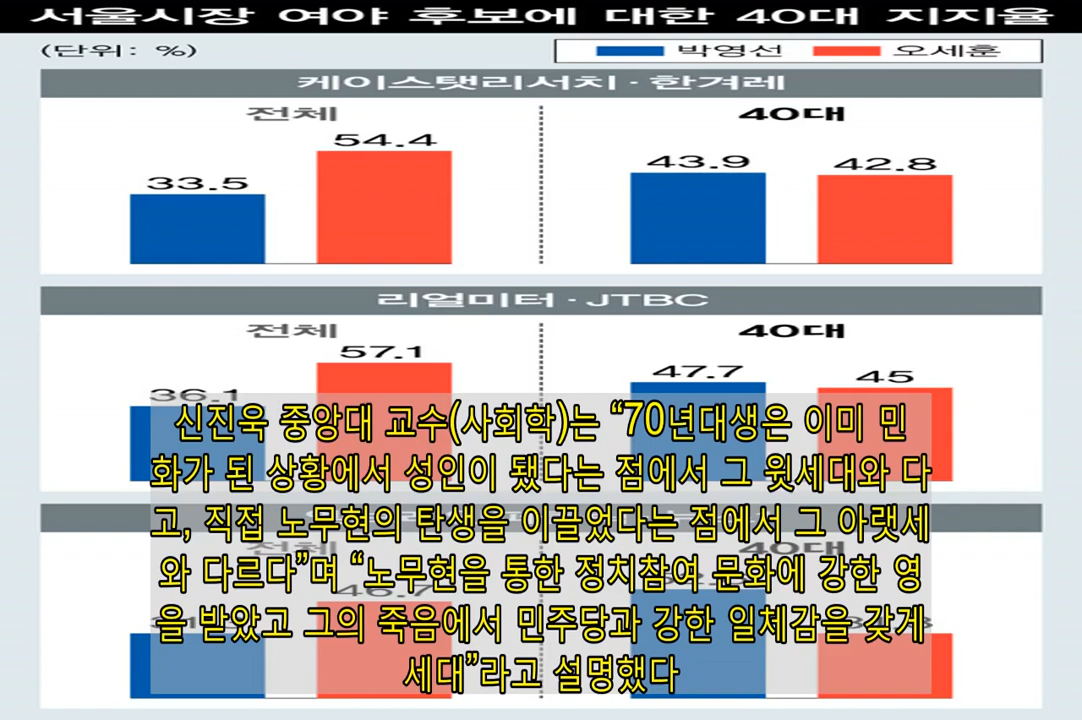 서울시장 여야 후보에 대한 40대 지지율
(단위: %)
박영선 오세훈
케이스탯리서치·한겨레
전체 40대
33.5 54.4 43.9 42.8
리얼미터·JTBC
전체 40대
36.1 57.1 47.7 45
전체 40대
46.7
신진욱 중앙대 교수(사회학)는 “70년대생은 이미 민
화가 된 상황에서 성인이 됐다는 점에서 그 윗세대와 다
고, 직접 노무현의 탄생을 이끌었다는 점에서 그 아랫세
와 다르다”며 “노무현을 통한 정치참여 문화에 강한 영
을 받았고 그의 죽음에서 민주당과 강한 일체감을 갖게
세대”라고 설명했다